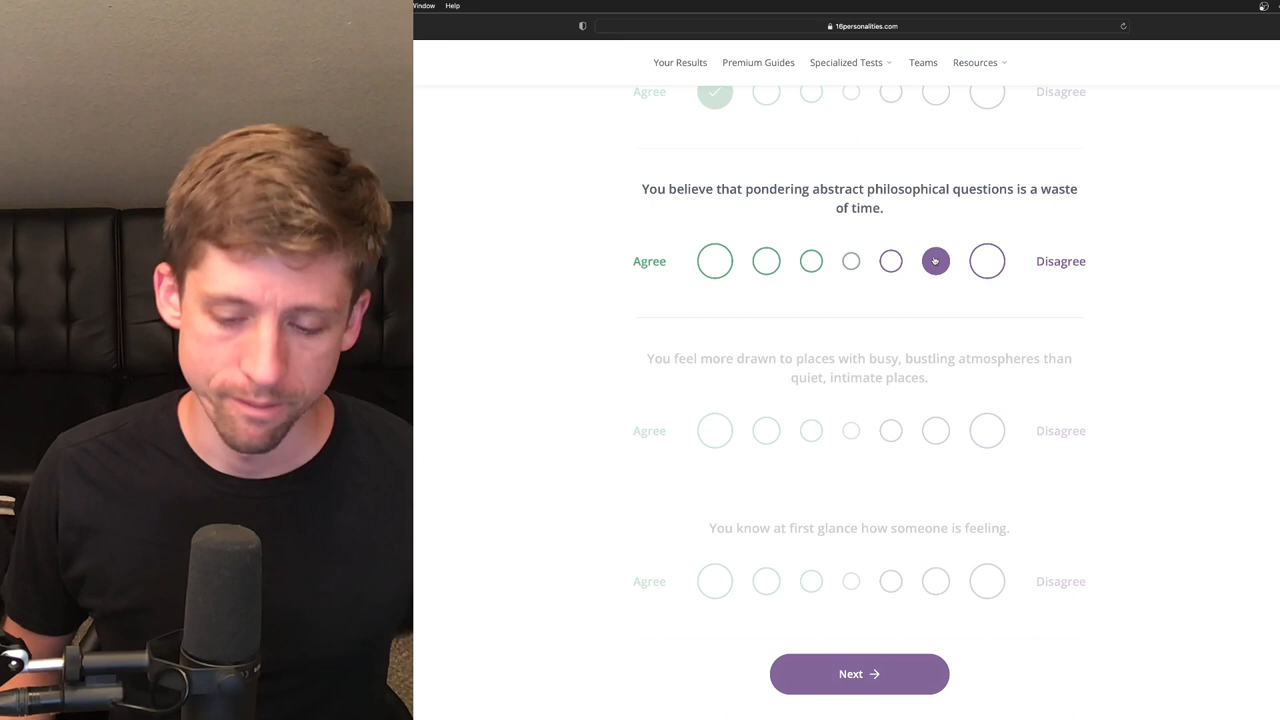 Window Help
16personalities.com
Your Results Premium Guides Specialized Tests Teams Resources
Agree Disagree
You believe that pondering abstract philosophical questions is a waste
of time.
Agree Disagree
You feel more drawn to places with busy, bustling atmospheres than
quiet, intimate places.
Agree Disagree
You know at first glance how someone is feeling.
Agree Disagree
Next